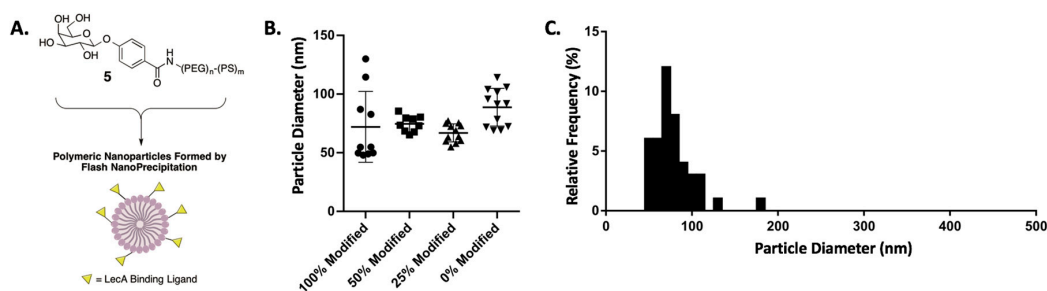 A.
OH
OH
HO
OH
O
O
O
H
N
(PEG)n-(PS)m
5
Polymeric Nanoparticles Formed by
Flash NanoPrecipitation
= LecA Binding Ligand
B.
Particle Diameter (nm)
150
100
50
0
100% Modified
50% Modified
25% Modified
0% Modified
C.
Relative Frequency (%)
15
10
5
0
0
100
200
300
400
500
Particle Diameter (nm)